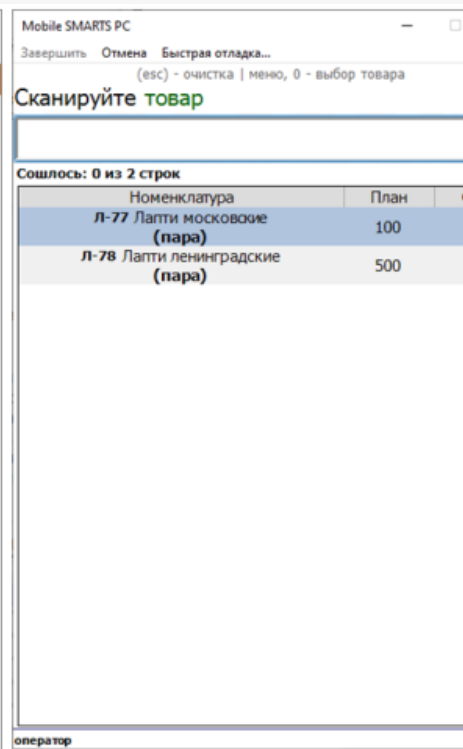 Mobile SMARTS PC
Завершить Отмена Быстрая отладка...
(esc) - очистка | меню, 0 - выбор товара
Сканируйте товар
Сошлось: 0 из 2 строк
Номенклатура План
Л-77 Лапти московские 100
(пара)
Л-78 Лапти ленинградские 500
(пара)
оператор